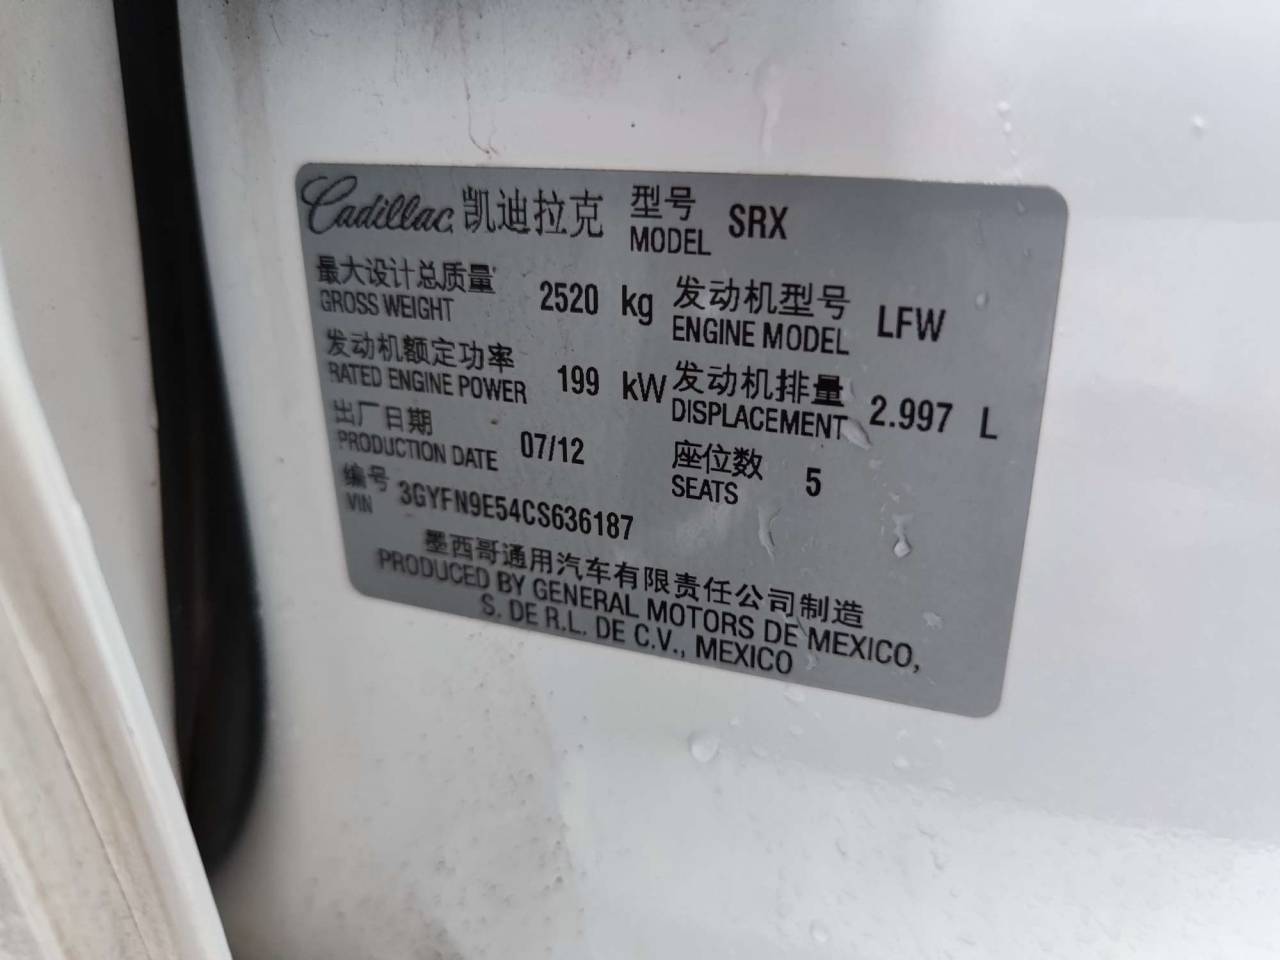 Cadillac 凯迪拉克 型号 MODEL SRX
最大设计总质量 GROSS WEIGHT 2520 kg 发动机型号 ENGINE MODEL LFW
发动机额定功率 RATED ENGINE POWER 199 kW 发动机排量 DISPLACEMENT 2.997 L
出厂日期 PRODUCTION DATE 07/12 座位数 SEATS 5
编号 VIN 3GYFN9E54CS636187
墨西哥通用汽车有限责任公司制造
PRODUCED BY GENERAL MOTORS DE MEXICO,
S. DE R.L. DE C.V., MEXICO